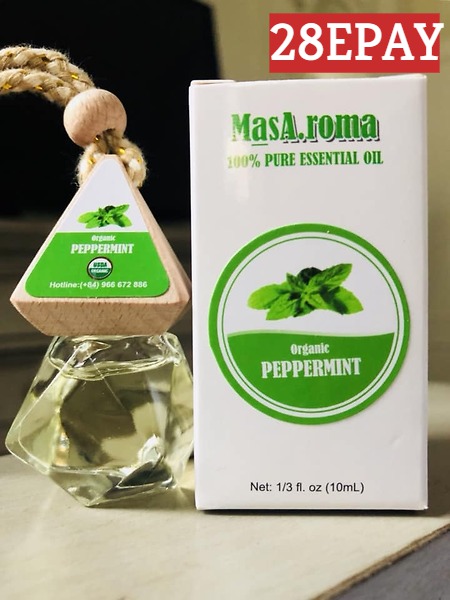 28EPAY
MasA.roma
100% PURE ESSENTIAL OIL
Organic
PEPPERMINT
USDA
ORGANIC
Hotline:(+84) 966 672 886
Organic
PEPPERMINT
Net: 1/3 fl. oz (10mL)